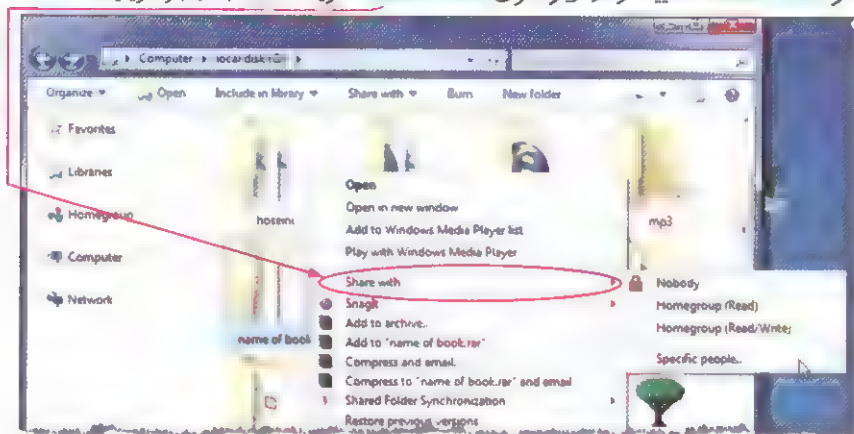 Computer
Organize Open Include in library Share with Burn New folder
Favorites
Libraries
Homegroup
Computer
Network
hoseini
mp3
name of book
Open
Open in new window
Add to Windows Media Player list
Play with Windows Media Player
Share with
SnagIt
Add to archive..
Add to "name of book.rar"
Compress and email.
Compress to "name of book.rar" and email
Shared Folder Synchronization
Restore previous versions
Nobody
Homegroup (Read)
Homegroup (Read/Write)
Specific people..